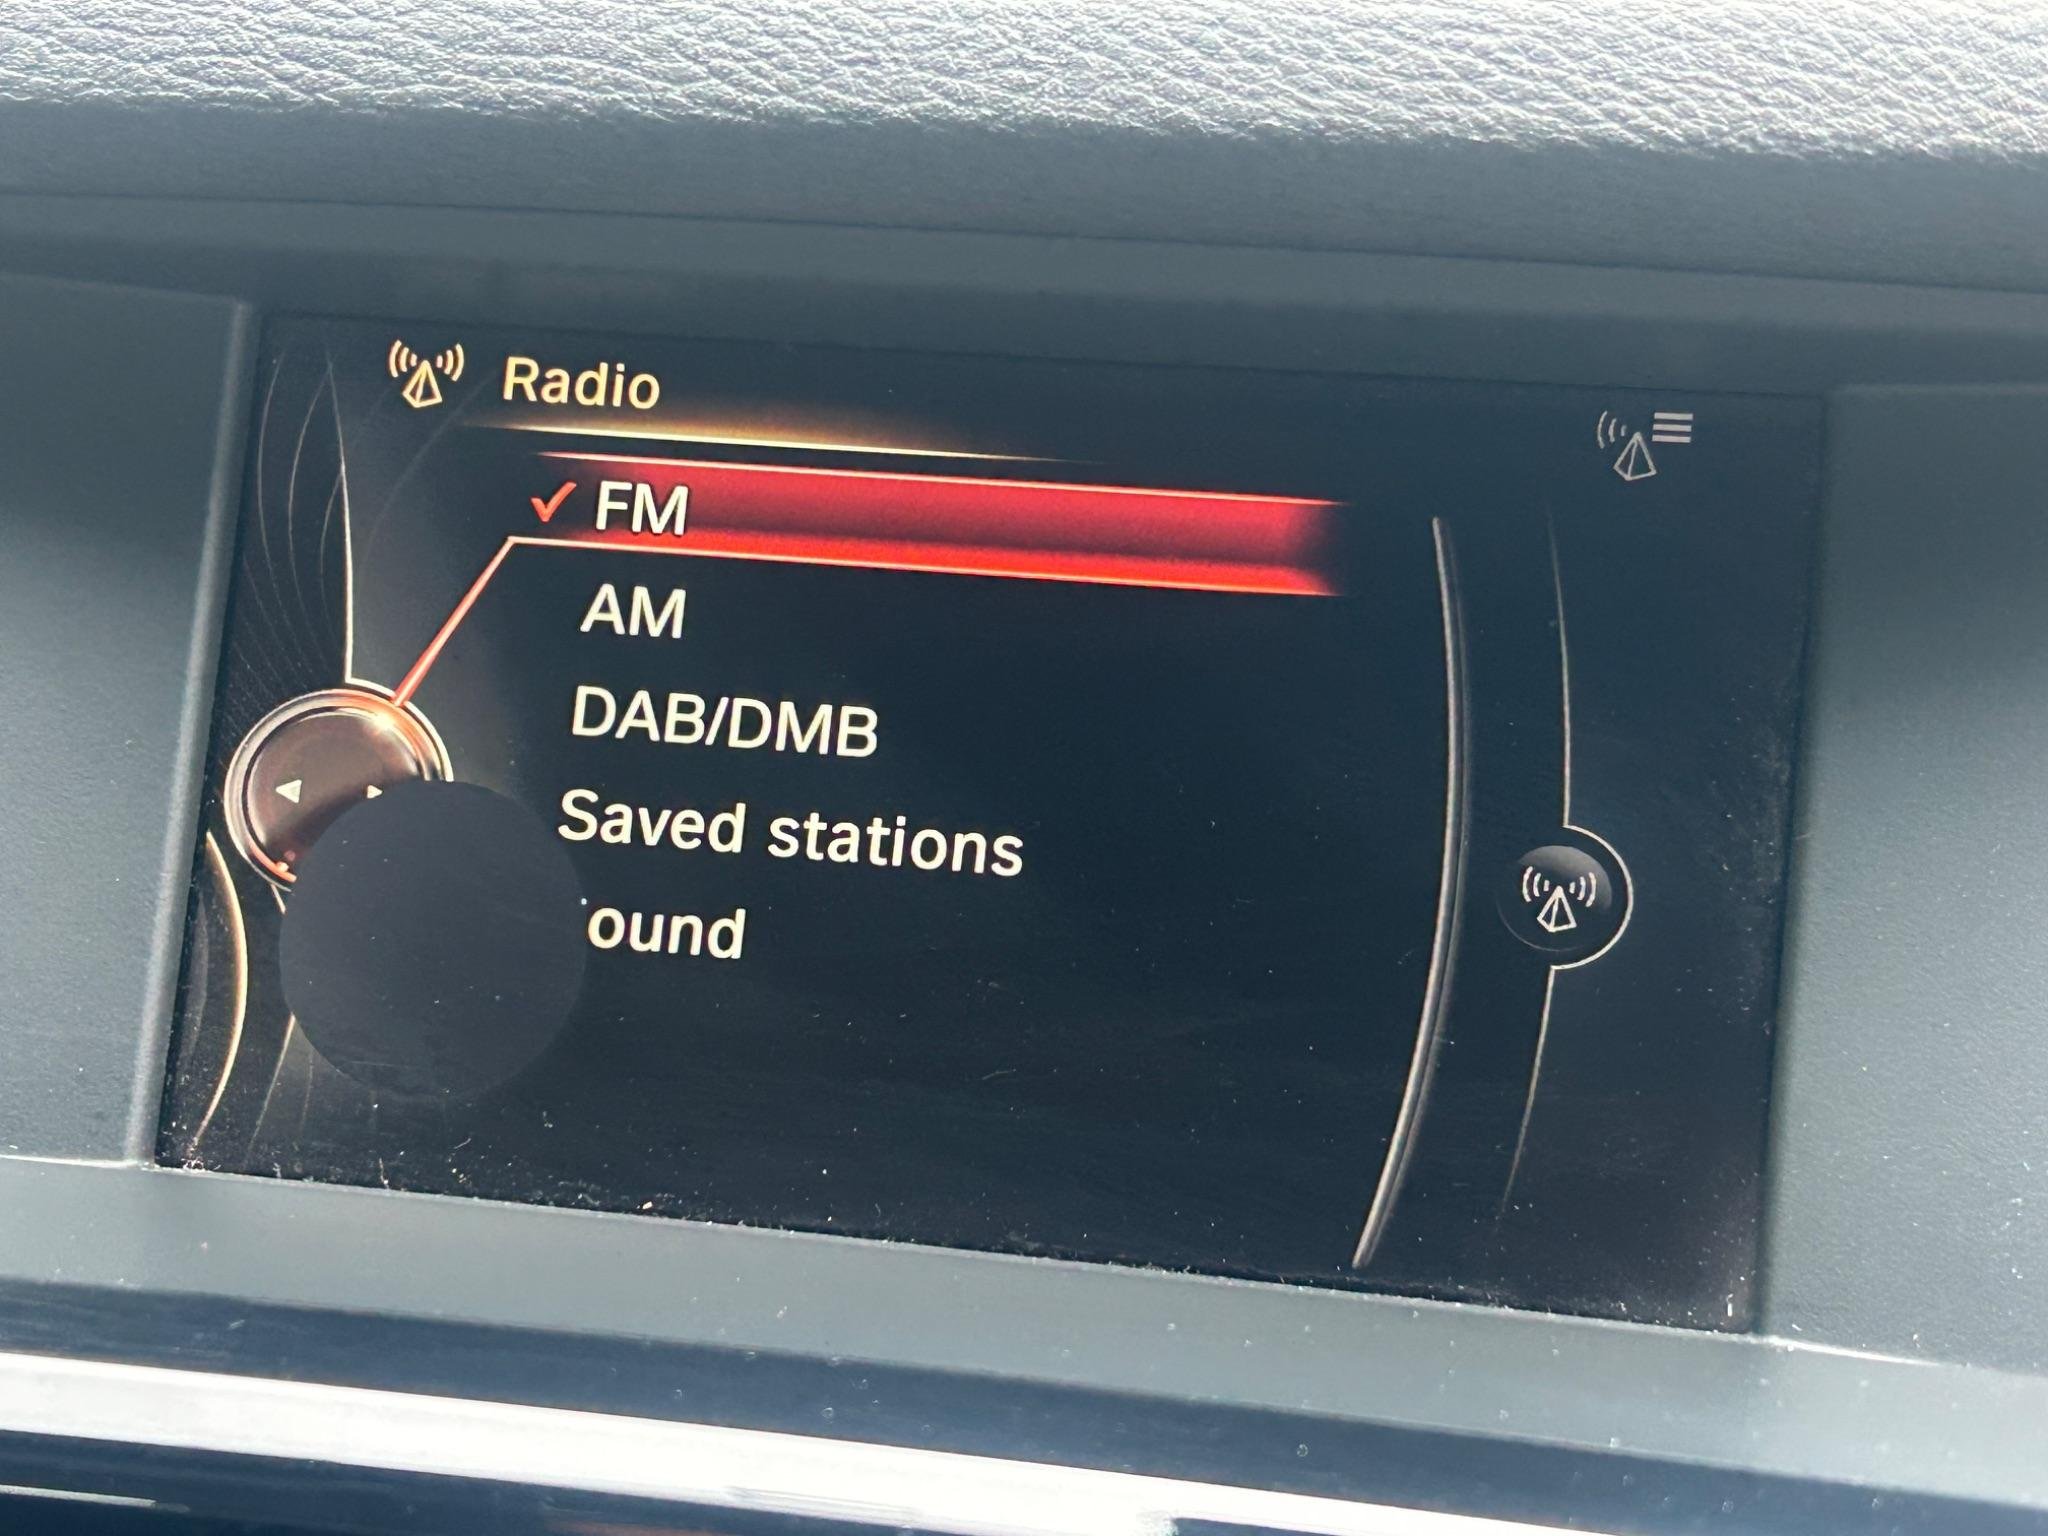 Radio
FM
AM
DAB/DMB
Saved stations
ound